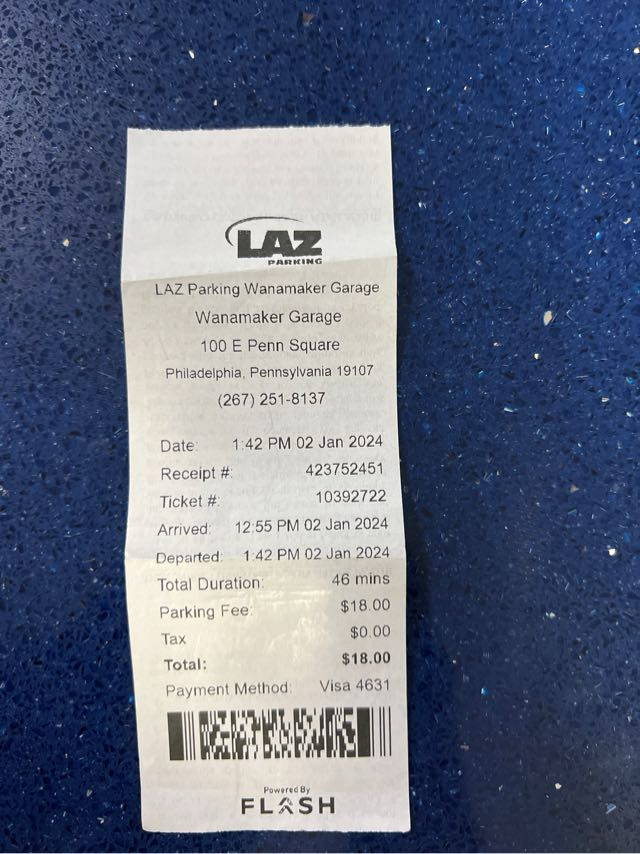 LAZ
PARKING
LAZ Parking Wanamaker Garage
Wanamaker Garage
100 E Penn Square
Philadelphia, Pennsylvania 19107
(267) 251-8137
Date: 1:42 PM 02 Jan 2024
Receipt #: 423752451
Ticket #: 10392722
Arrived: 12:55 PM 02 Jan 2024
Departed: 1:42 PM 02 Jan 2024
Total Duration: 46 mins
Parking Fee: $18.00
Tax $0.00
Total: $18.00
Payment Method: Visa 4631
Powered By
FLASH